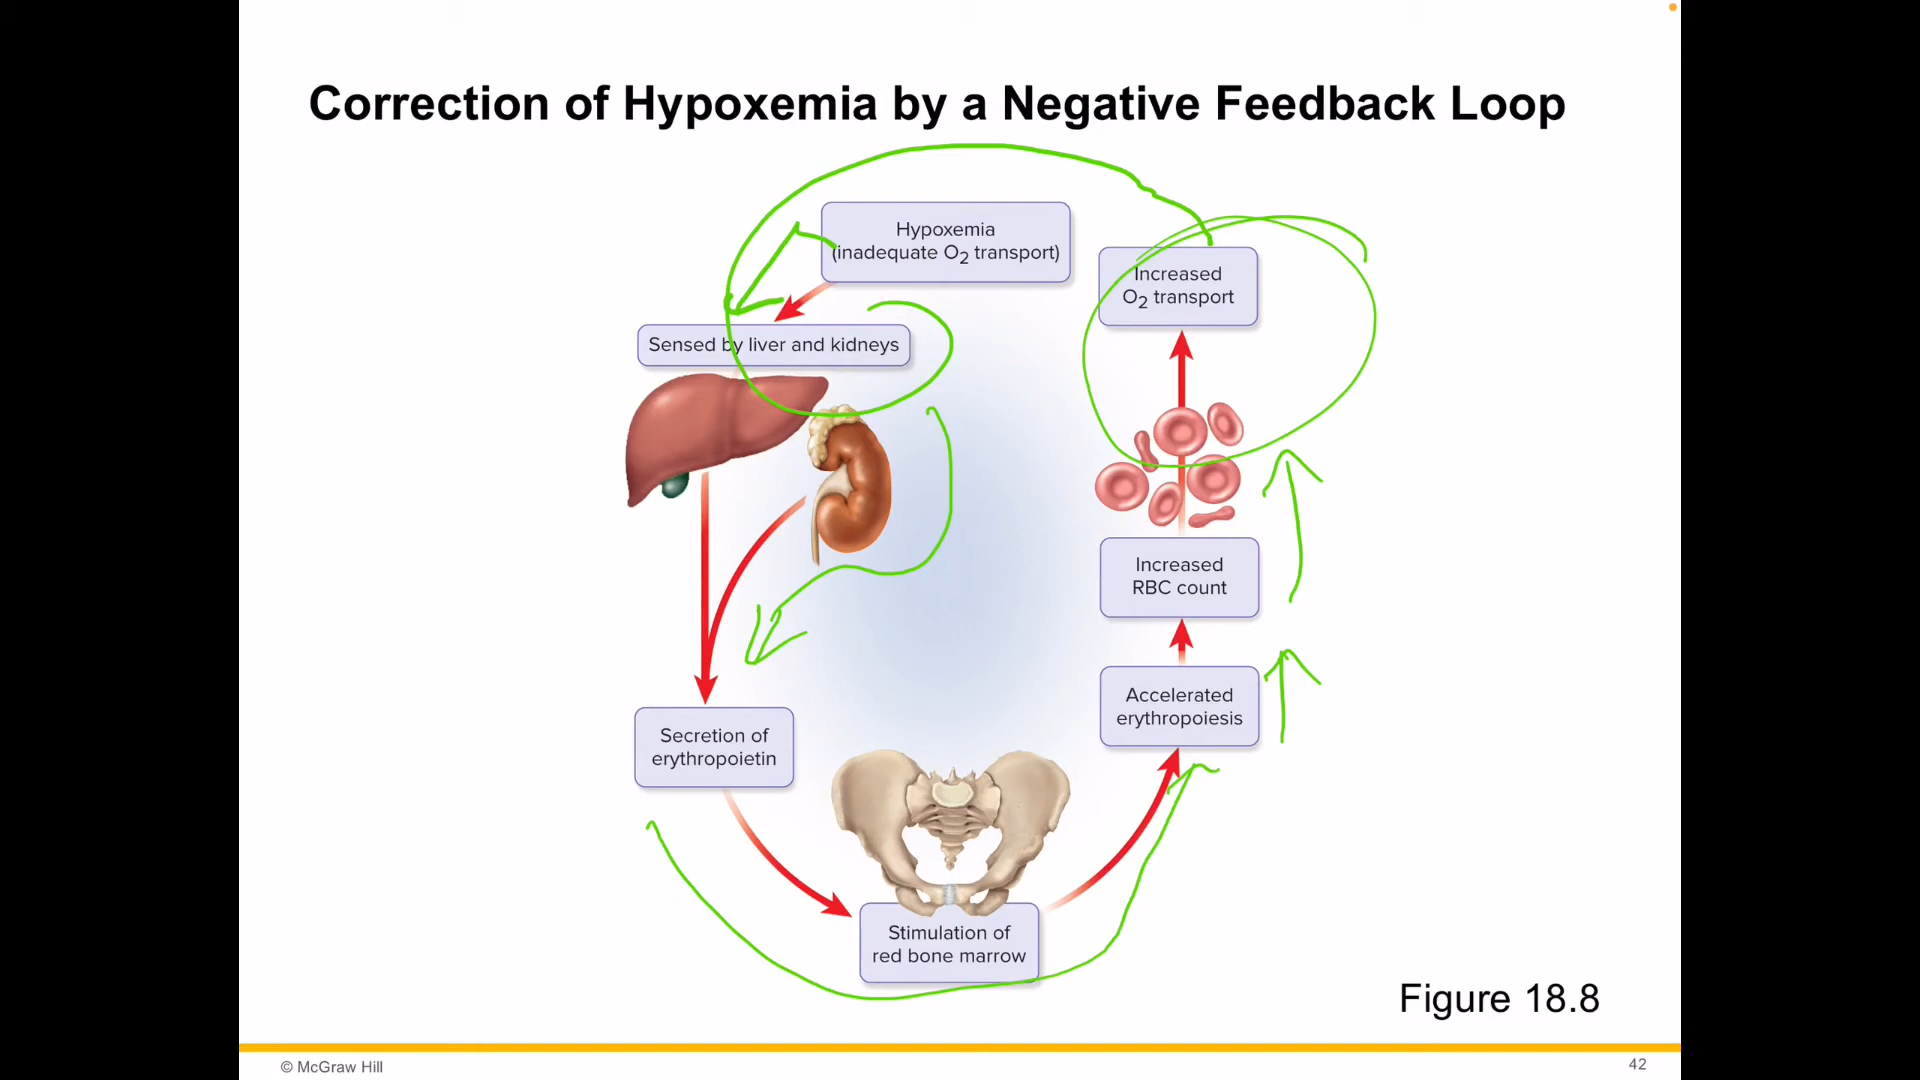 Correction of Hypoxemia by a Negative Feedback Loop
Hypoxemia
(inadequate O₂ transport)
Sensed by liver and kidneys
Secretion of
erythropoietin
Stimulation of
red bone marrow
Accelerated
erythropoiesis
Increased
RBC count
Increased
O₂ transport
Figure 18.8
© McGraw Hill
42